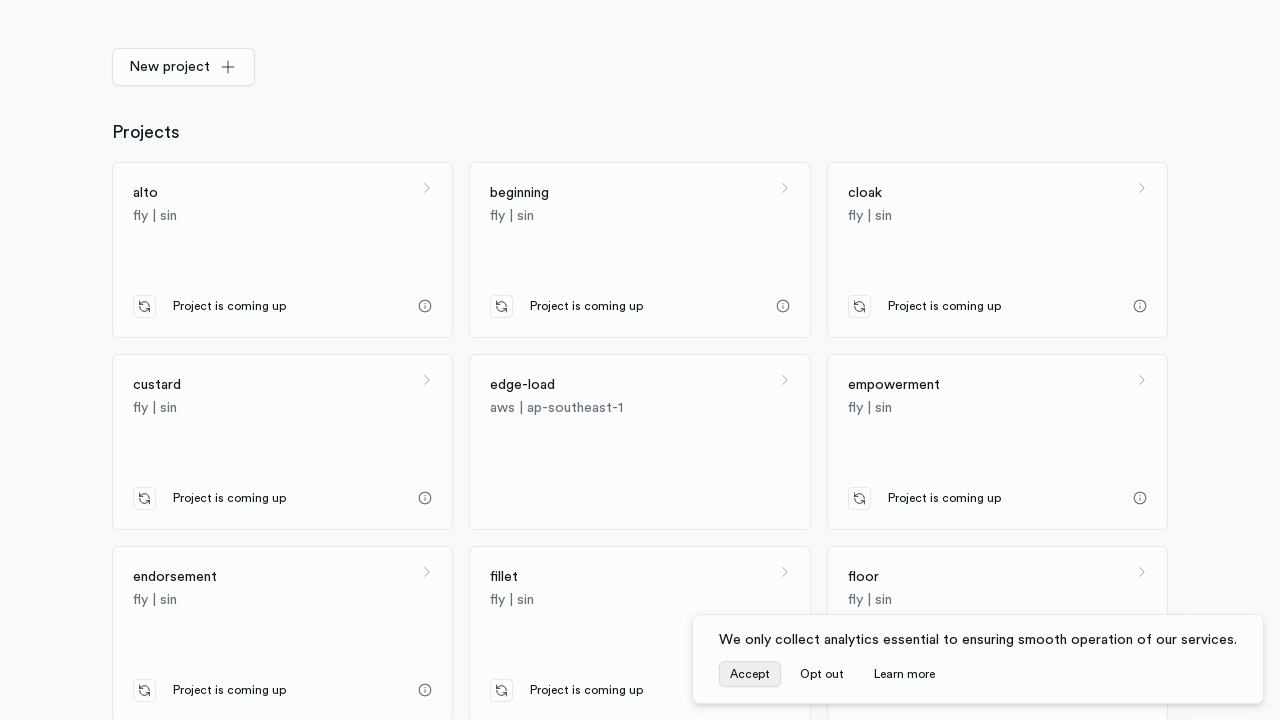 New project
Projects
alto
fly | sin
Project is coming up
beginning
fly | sin
Project is coming up
cloak
fly | sin
Project is coming up
custard
fly | sin
Project is coming up
edge-load
aws | ap-southeast-1
empowerment
fly | sin
Project is coming up
endorsement
fly | sin
Project is coming up
fillet
fly | sin
Project is coming up
floor
fly | sin
We only collect analytics essential to ensuring smooth operation of our services.
Accept
Opt out
Learn more